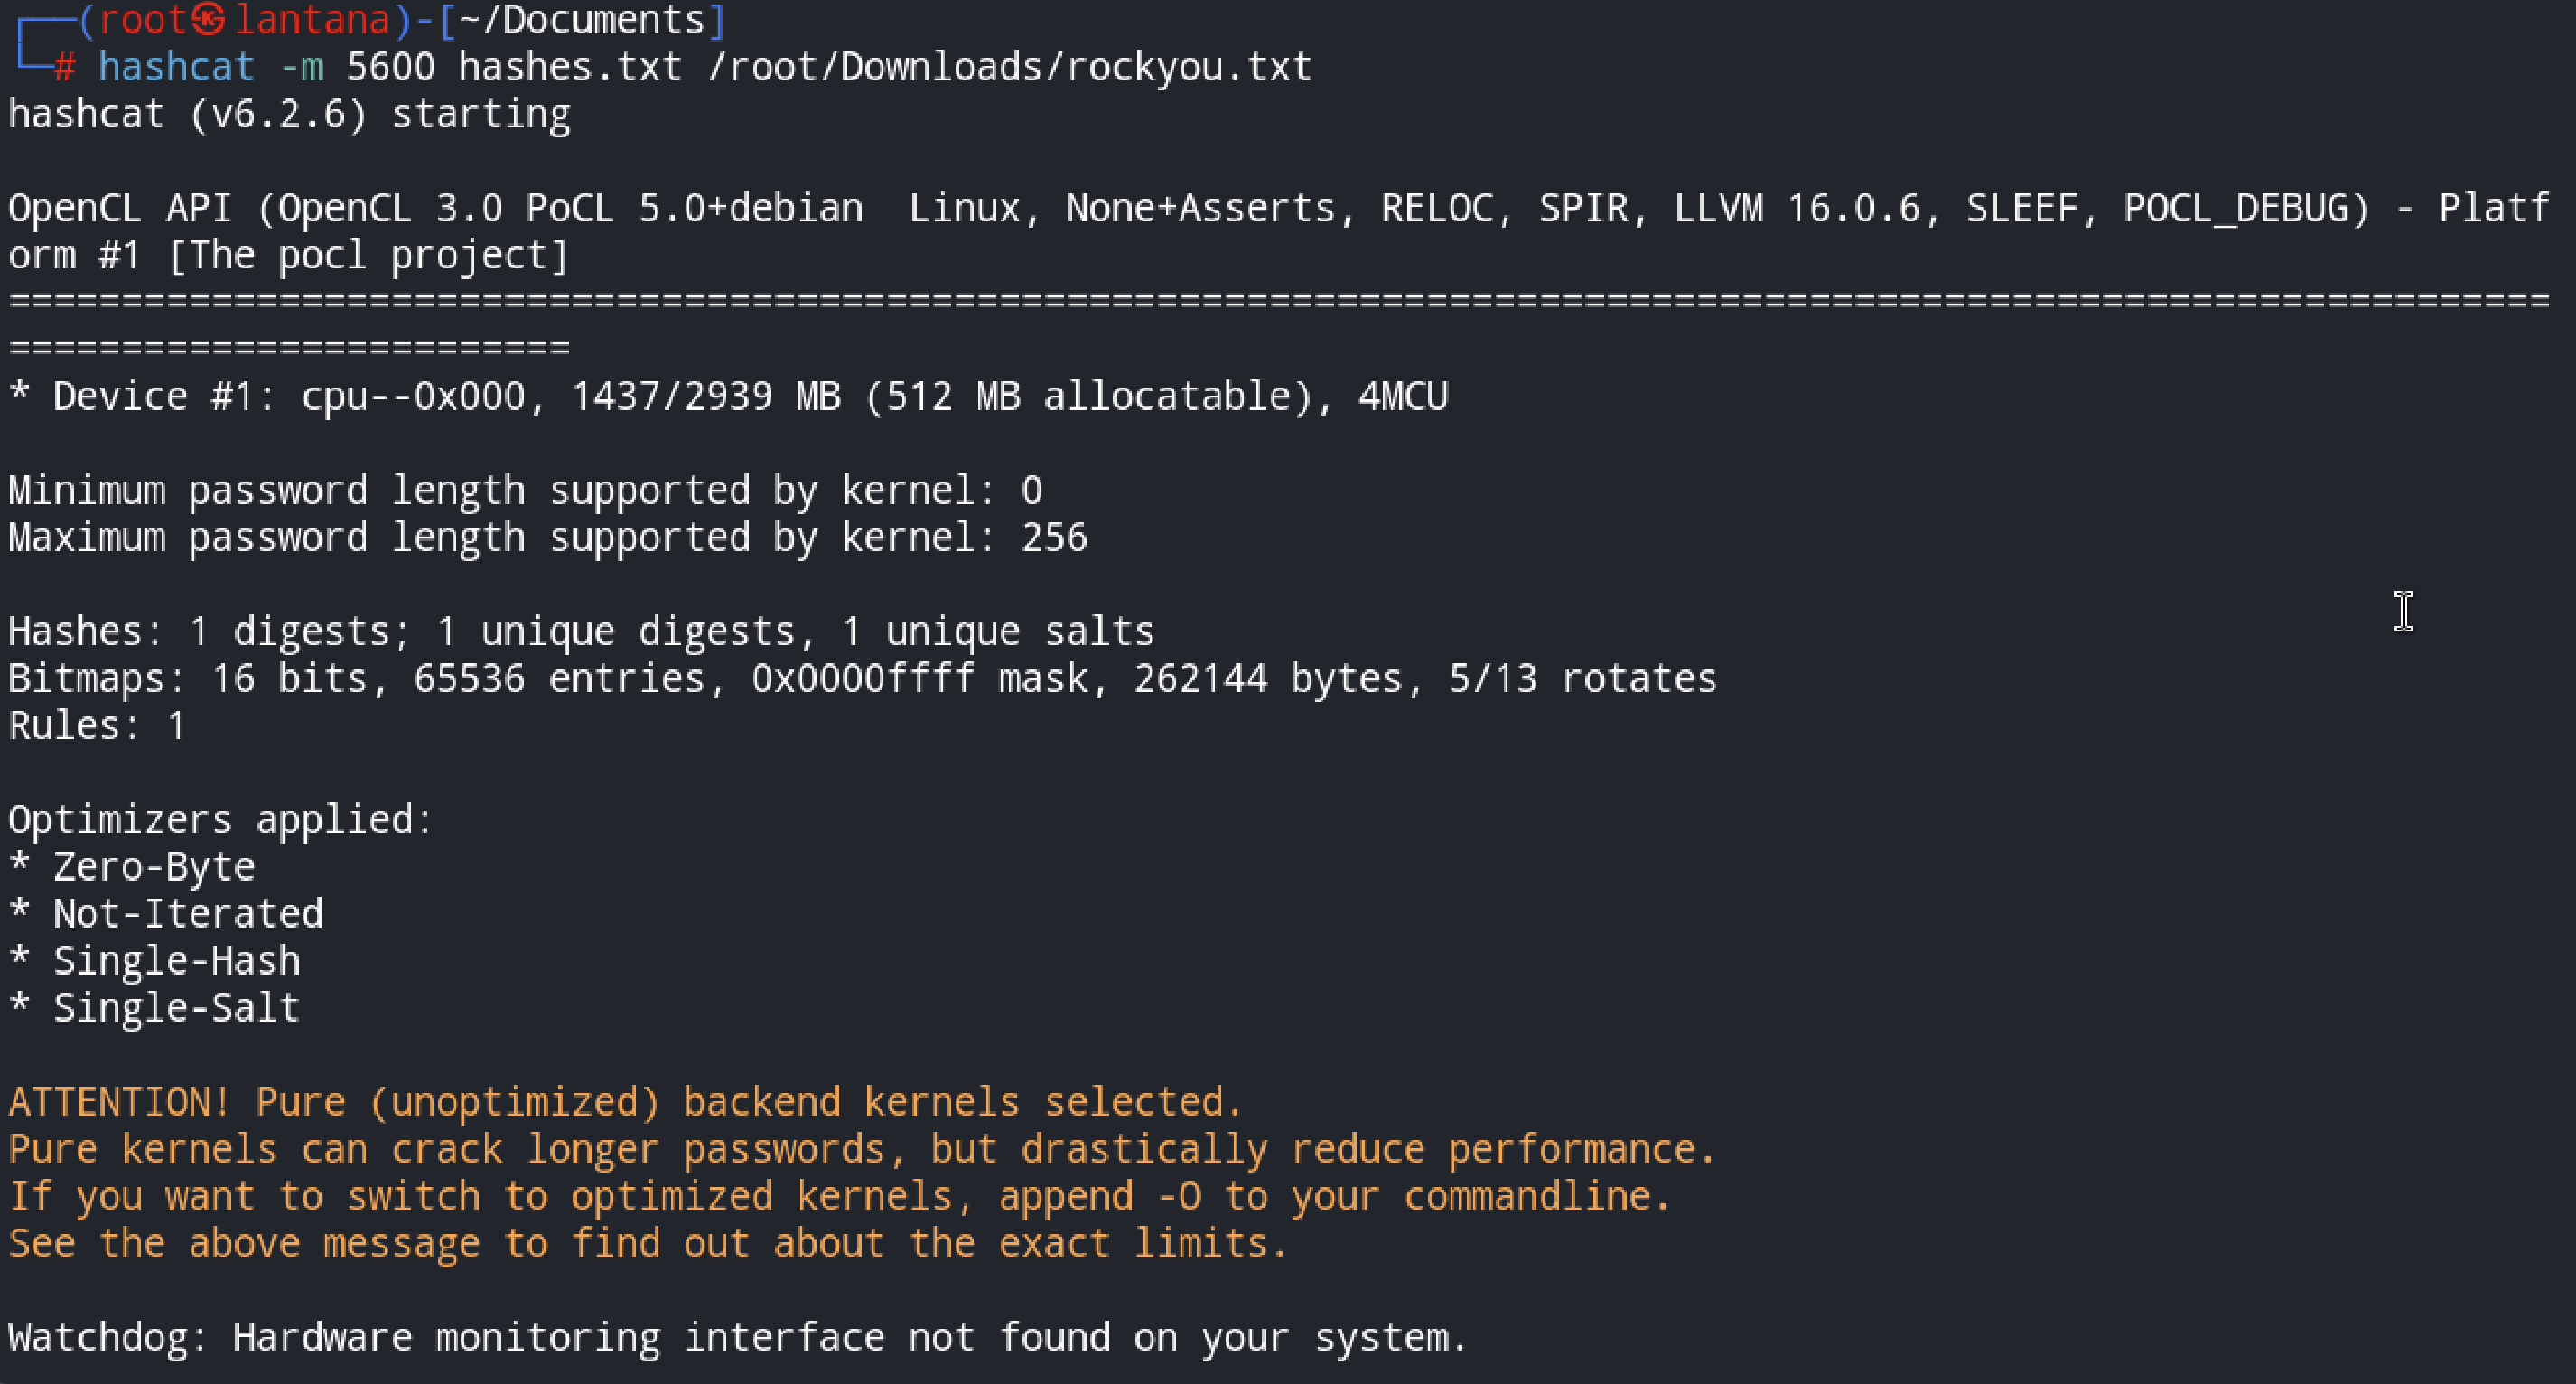 ┌──(root㉿lantana)-[~/Documents]
└─# hashcat -m 5600 hashes.txt /root/Downloads/rockyou.txt
hashcat (v6.2.6) starting
OpenCL API (OpenCL 3.0 PoCL 5.0+debian  Linux, None+Asserts, RELOC, SPIR, LLVM 16.0.6, SLEEF, POCL_DEBUG) - Platf
orm #1 [The pocl project]
=================================================================================================================
=========================
* Device #1: cpu--0x000, 1437/2939 MB (512 MB allocatable), 4MCU
Minimum password length supported by kernel: 0
Maximum password length supported by kernel: 256
Hashes: 1 digests; 1 unique digests, 1 unique salts
Bitmaps: 16 bits, 65536 entries, 0x0000ffff mask, 262144 bytes, 5/13 rotates
Rules: 1
Optimizers applied:
* Zero-Byte
* Not-Iterated
* Single-Hash
* Single-Salt
ATTENTION! Pure (unoptimized) backend kernels selected.
Pure kernels can crack longer passwords, but drastically reduce performance.
If you want to switch to optimized kernels, append -O to your commandline.
See the above message to find out about the exact limits.
Watchdog: Hardware monitoring interface not found on your system.